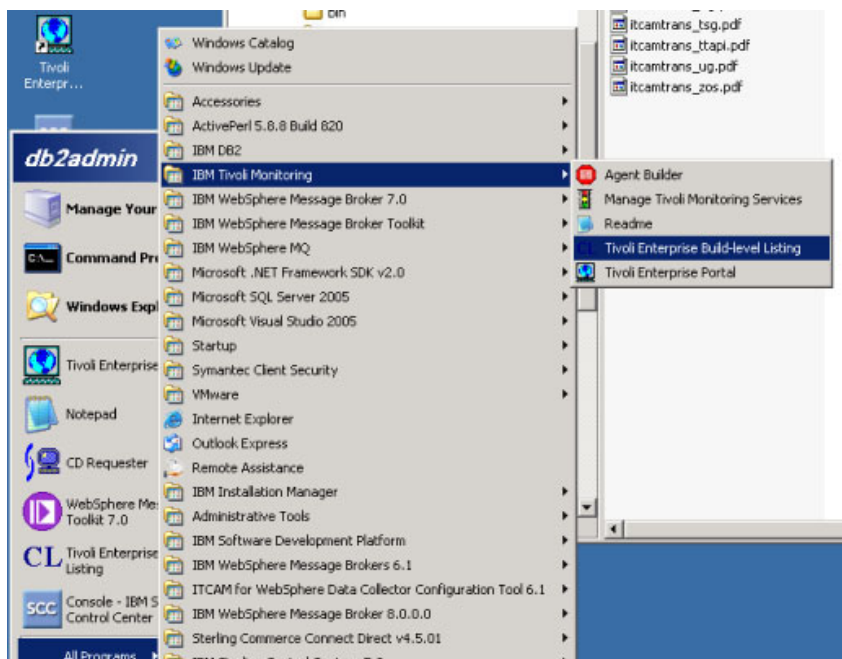 bin
itcamtrans_tsg.pdf
itcamtrans_ttapi.pdf
itcamtrans_ug.pdf
itcamtrans_zos.pdf
Tivoli
Enterpr...
db2admin
Manage Your
Command Pr
Windows Expl
Tivoli Enterprise
Notepad
CD Requester
WebSphere Me
Toolkit 7.0
CL
Tivoli Enterprise
Listing
SCC
Console - IBM S
Control Center
All Programs
Windows Catalog
Windows Update
Accessories
ActivePerl 5.8.8 Build 820
IBM DB2
IBM Tivoli Monitoring
IBM WebSphere Message Broker 7.0
IBM WebSphere Message Broker Toolkit
IBM WebSphere MQ
Microsoft .NET Framework SDK v2.0
Microsoft SQL Server 2005
Microsoft Visual Studio 2005
Startup
Symantec Client Security
VMware
Internet Explorer
Outlook Express
Remote Assistance
IBM Installation Manager
Administrative Tools
IBM Software Development Platform
IBM WebSphere Message Brokers 6.1
ITCAM for WebSphere Data Collector Configuration Tool 6.1
IBM WebSphere Message Broker 8.0.0.0
Sterling Commerce Connect Direct v4.5.01
Agent Builder
Manage Tivoli Monitoring Services
Readme
CL Tivoli Enterprise Build-level Listing
Tivoli Enterprise Portal